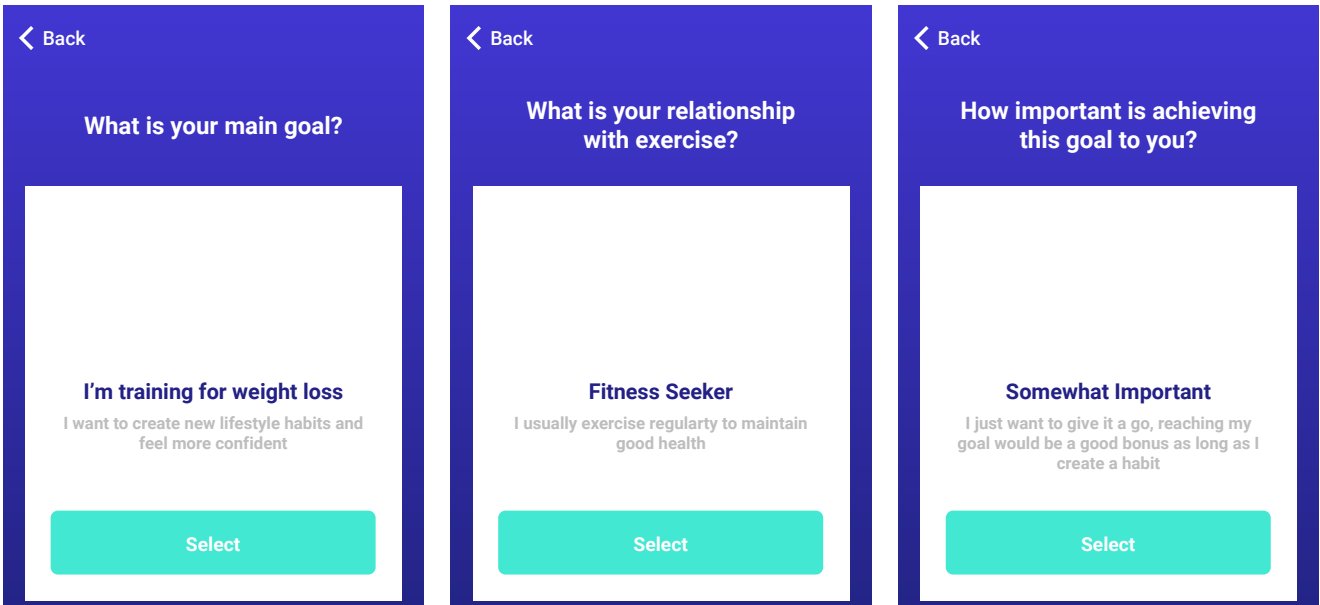 Back
What is your main goal?
I'm training for weight loss
I want to create new lifestyle habits and
feel more confident
Select
Back
What is your relationship
with exercise?
Fitness Seeker
I usually exercise regularty to maintain
good health
Select
Back
How important is achieving
this goal to you?
Somewhat Important
I just want to give it a go, reaching my
goal would be a good bonus as long as I
create a habit
Select